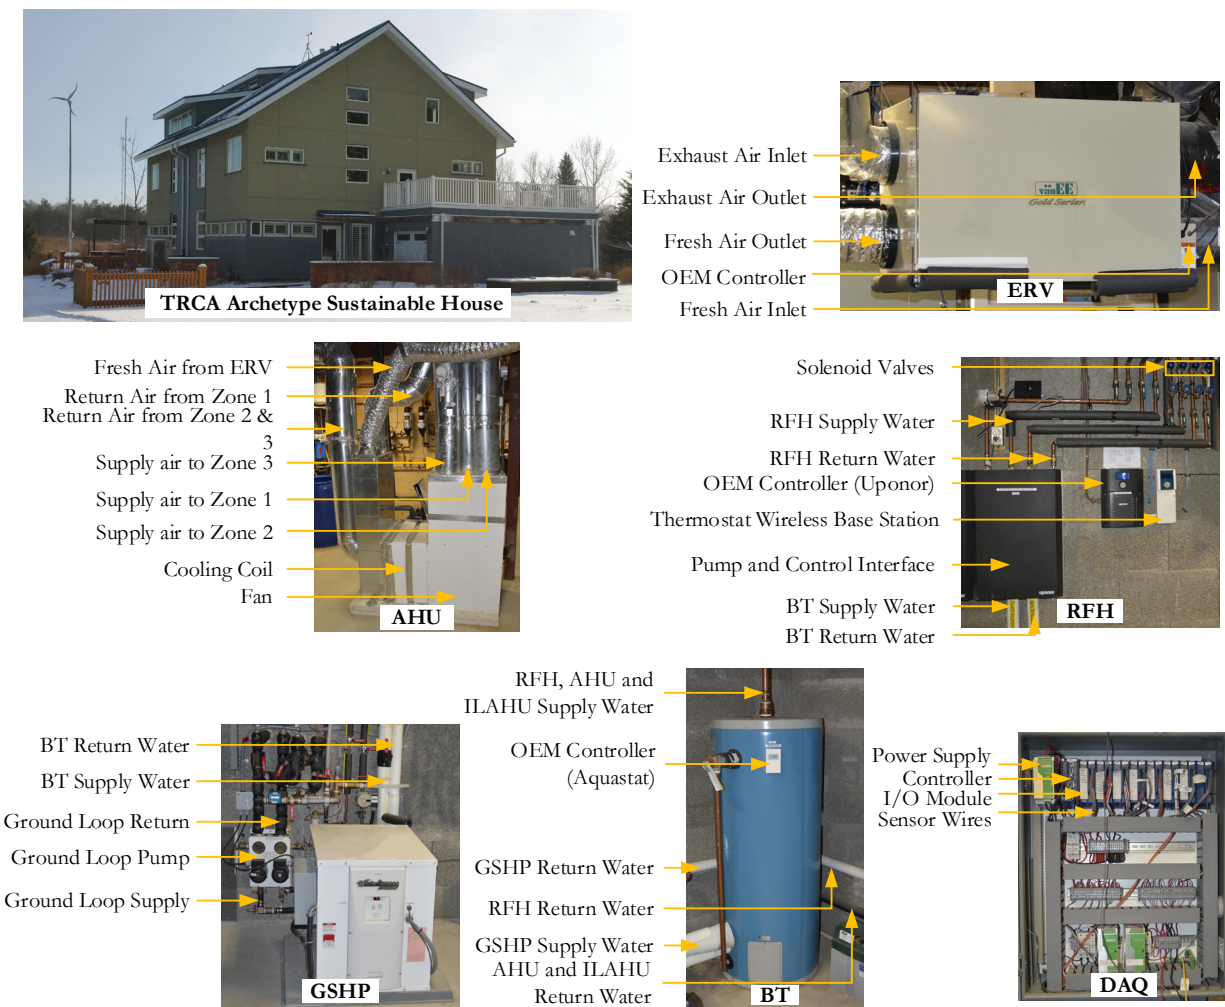 TRCA Archetype Sustainable House
Exhaust Air Inlet
Exhaust Air Outlet
Fresh Air Outlet
OEM Controller
Fresh Air Inlet
vänEE
Gold Series
ERV
Fresh Air from ERV
Return Air from Zone 1
Return Air from Zone 2 &
3
Supply air to Zone 3
Supply air to Zone 1
Supply air to Zone 2
Cooling Coil
Fan
AHU
Solenoid Valves
RFH Supply Water
RFH Return Water
OEM Controller (Uponor)
Thermostat Wireless Base Station
Pump and Control Interface
BT Supply Water
BT Return Water
uponor
RFH
BT Return Water
BT Supply Water
Ground Loop Return
Ground Loop Pump
Ground Loop Supply
GSHP
RFH, AHU and
ILAHU Supply Water
OEM Controller
(Aquastat)
GSHP Return Water
RFH Return Water
GSHP Supply Water
AHU and ILAHU
Return Water
BT
Power Supply
Controller
I/O Module
Sensor Wires
DAQ